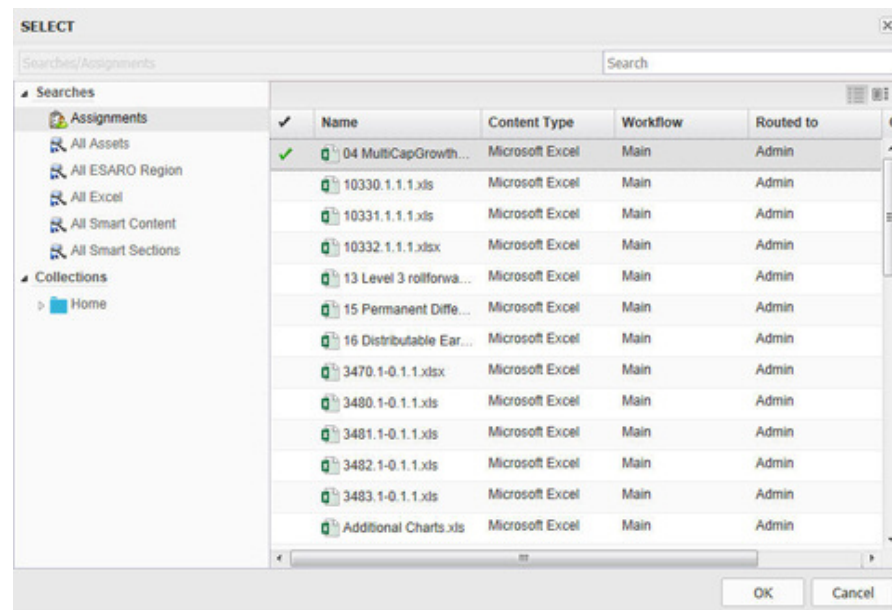 SELECT
Searches/Assignments
Search
Searches
Assignments
All Assets
All ESARO Region
All Excel
All Smart Content
All Smart Sections
Collections
Home
Name Content Type Workflow Routed to
04 MultiCapGrowth... Microsoft Excel Main Admin
10330.1.1.1.xls Microsoft Excel Main Admin
10331.1.1.1.xls Microsoft Excel Main Admin
10332.1.1.1.xlsx Microsoft Excel Main Admin
13 Level 3 rollforwa... Microsoft Excel Main Admin
15 Permanent Diffe... Microsoft Excel Main Admin
16 Distributable Ear... Microsoft Excel Main Admin
3470.1-0.1.1.xlsx Microsoft Excel Main Admin
3480.1-0.1.1.xls Microsoft Excel Main Admin
3481.1-0.1.1.xls Microsoft Excel Main Admin
3482.1-0.1.1.xls Microsoft Excel Main Admin
3483.1-0.1.1.xls Microsoft Excel Main Admin
Additional Charts.xls Microsoft Excel Main Admin
OK Cancel